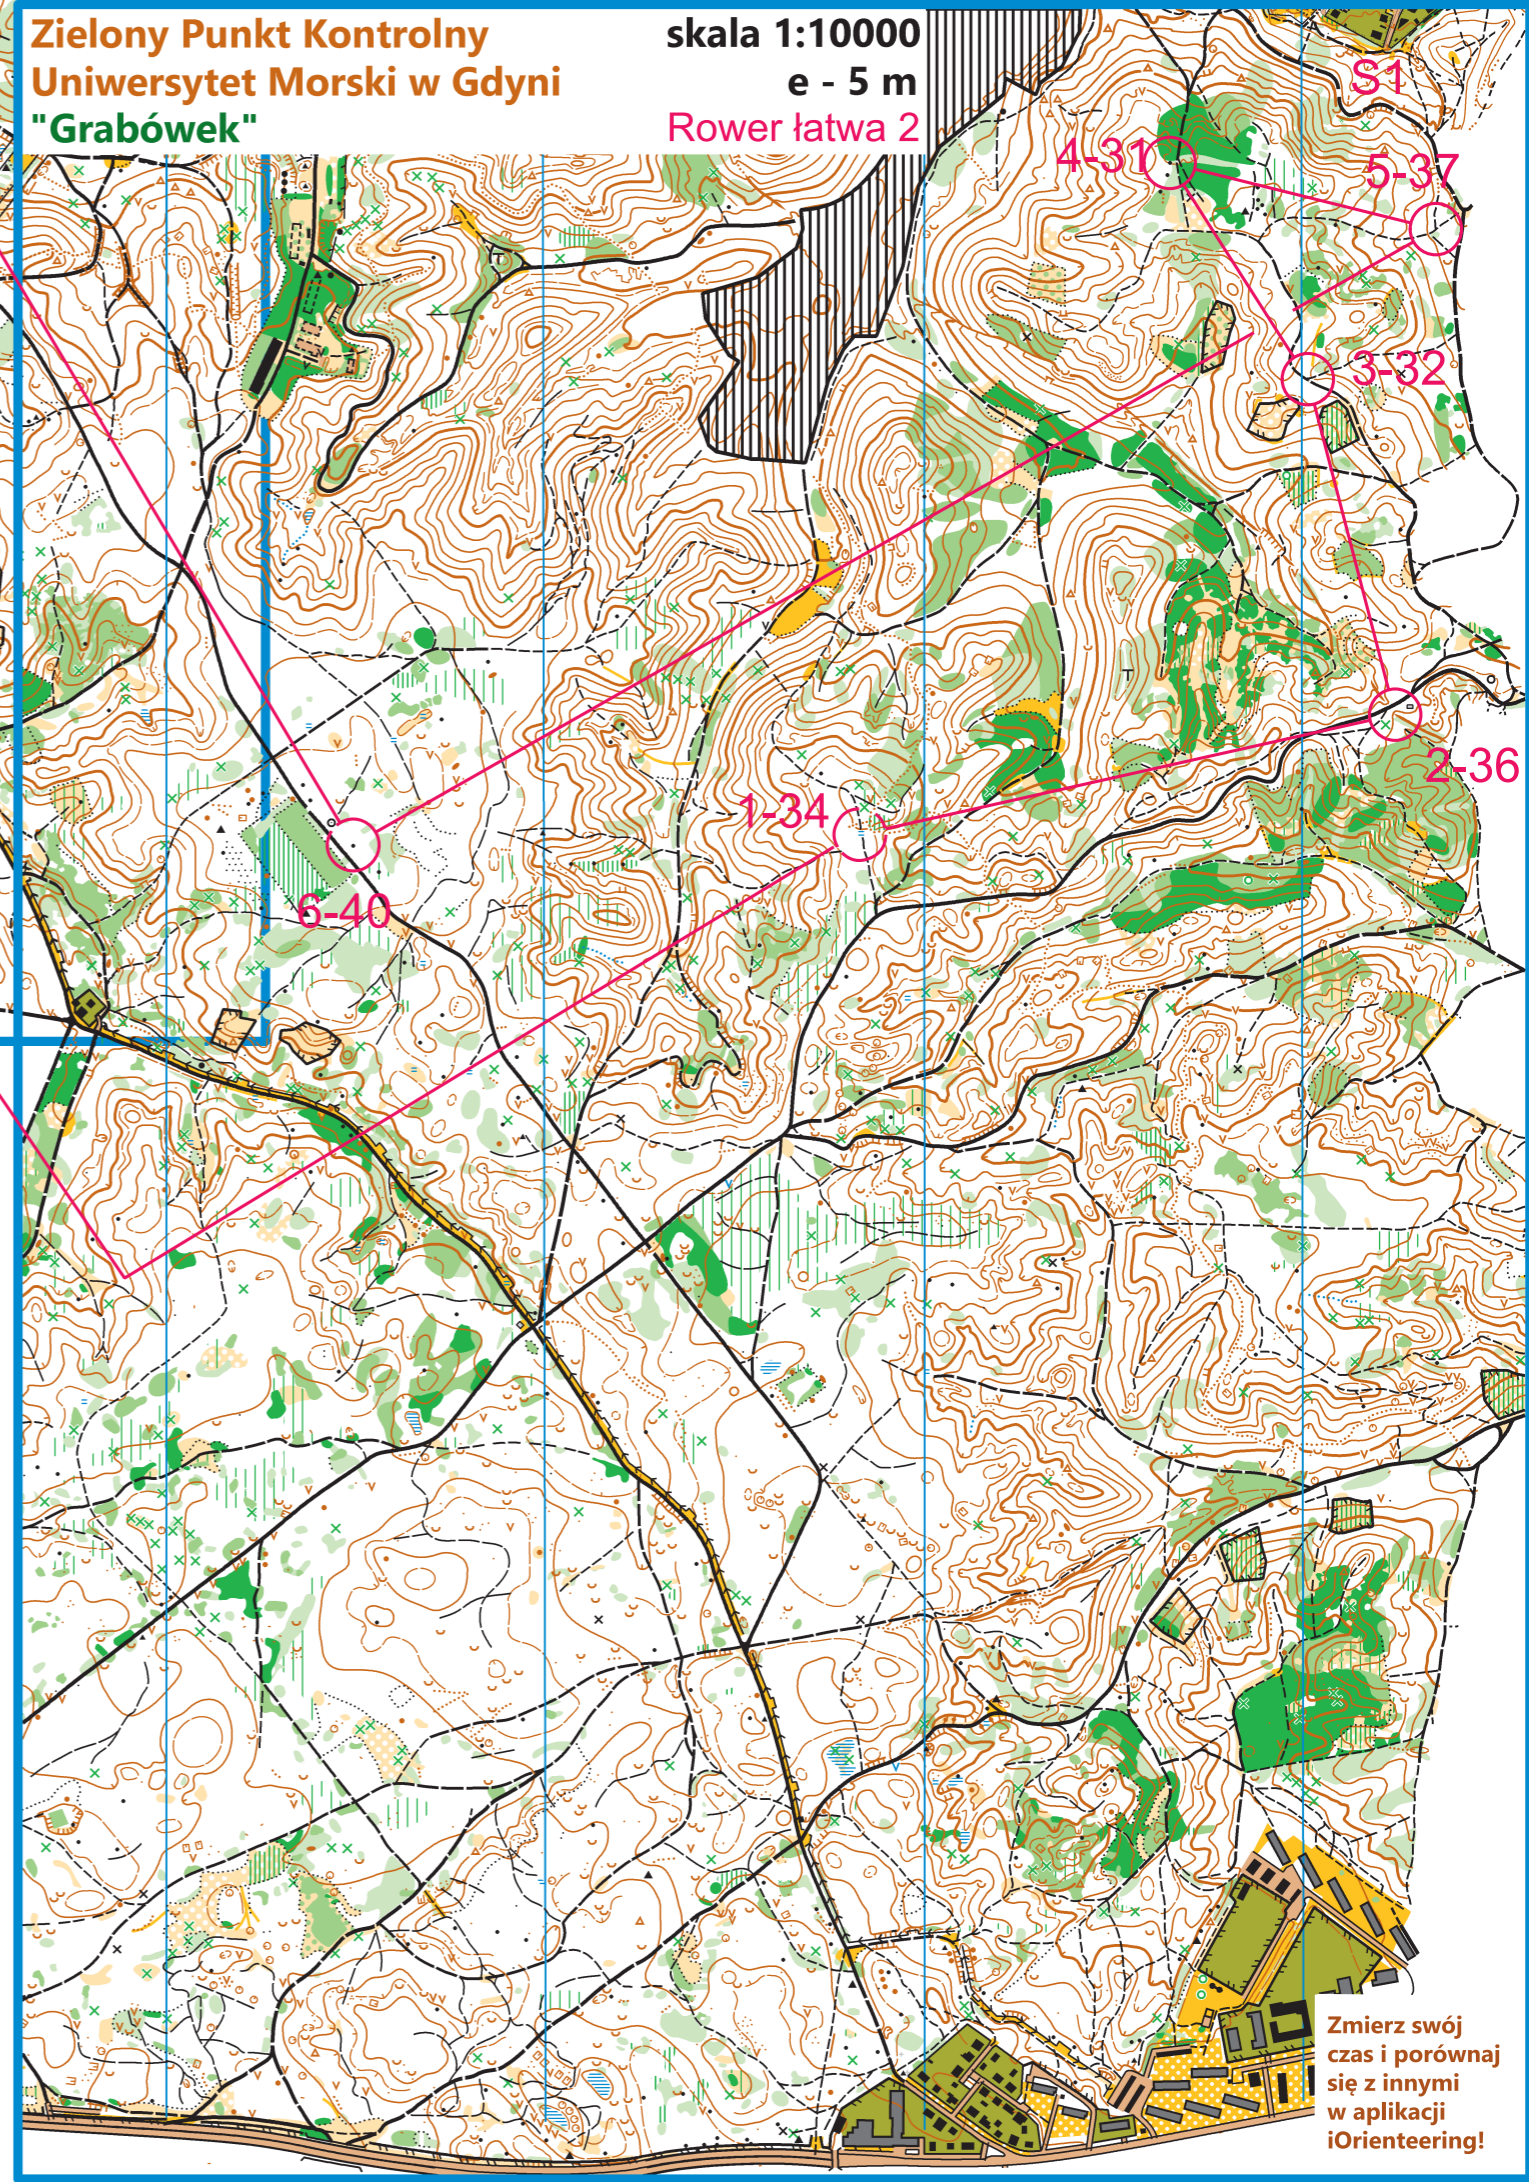 Zielony Punkt Kontrolny
Uniwersytet Morski w Gdyni
"Grabówek"
skala 1:10000
e - 5 m
Rower łatwa 2
S1
4-31
5-37
3-32
2-36
1-34
6-40
Zmierz swój
czas i porównaj
się z innymi
w aplikacji
iOrienteering!